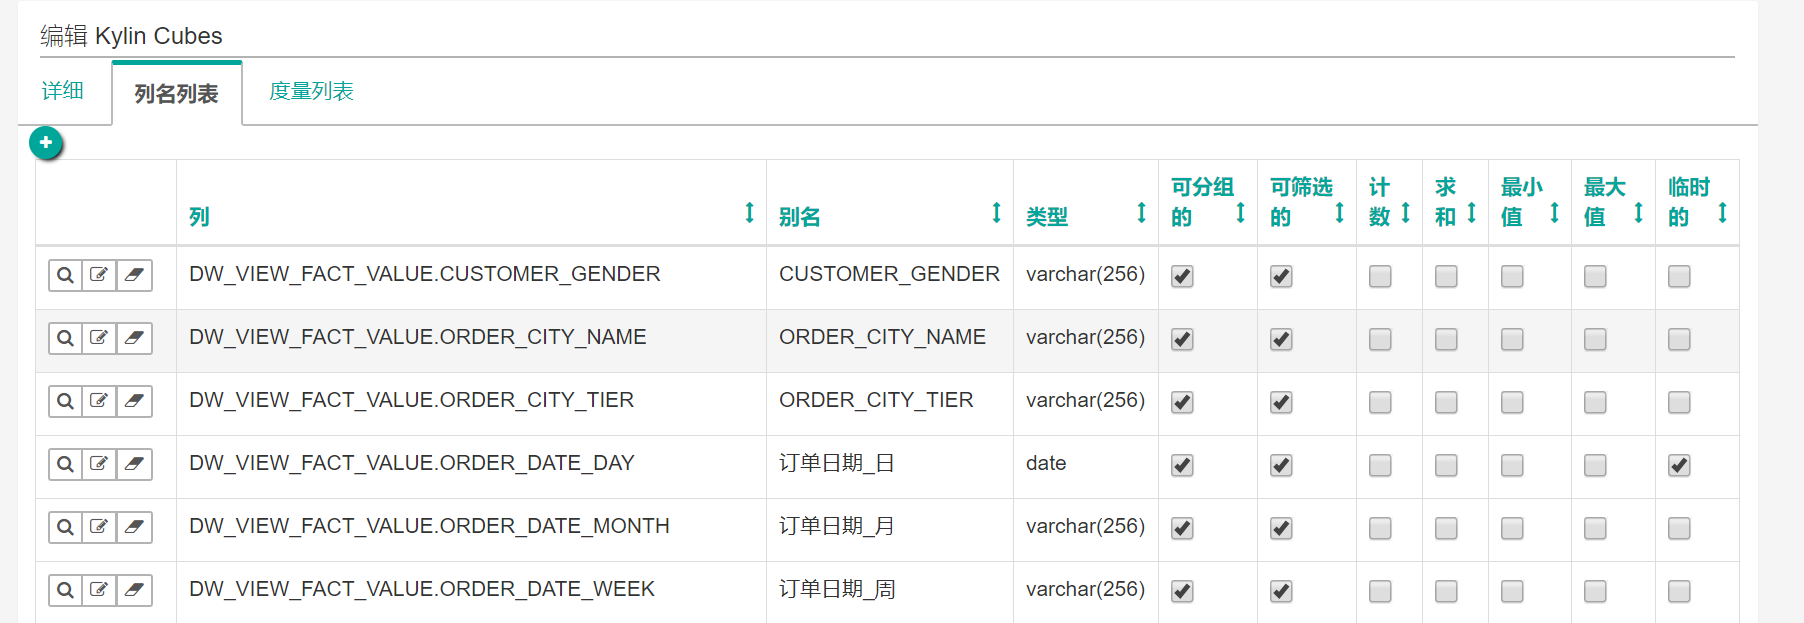 编辑 Kylin Cubes
详细 列名列表 度量列表
列 别名 类型 可分组的 可筛选的 计数 求和 最小值 最大值 临时的
DW_VIEW_FACT_VALUE.CUSTOMER_GENDER CUSTOMER_GENDER varchar(256)
DW_VIEW_FACT_VALUE.ORDER_CITY_NAME ORDER_CITY_NAME varchar(256)
DW_VIEW_FACT_VALUE.ORDER_CITY_TIER ORDER_CITY_TIER varchar(256)
DW_VIEW_FACT_VALUE.ORDER_DATE_DAY 订单日期_日 date
DW_VIEW_FACT_VALUE.ORDER_DATE_MONTH 订单日期_月 varchar(256)
DW_VIEW_FACT_VALUE.ORDER_DATE_WEEK 订单日期_周 varchar(256)